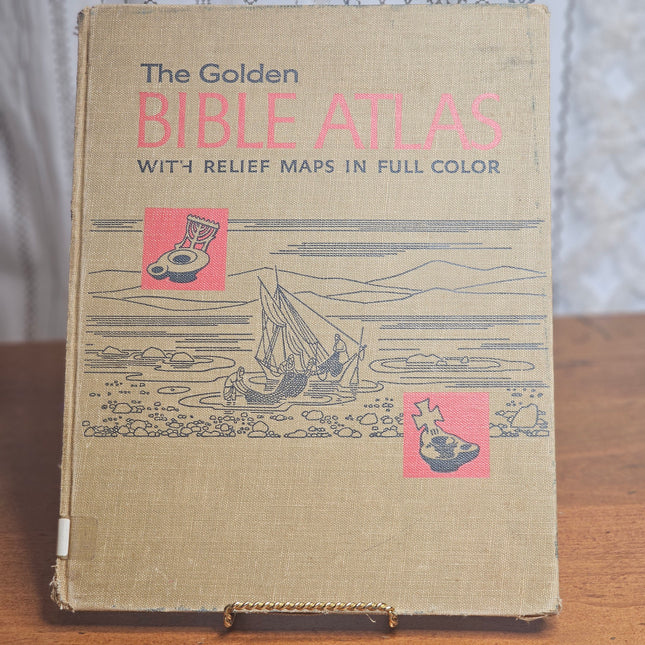 The Golden
BIBLE ATLAS
WITH RELIEF MAPS IN FULL COLOR